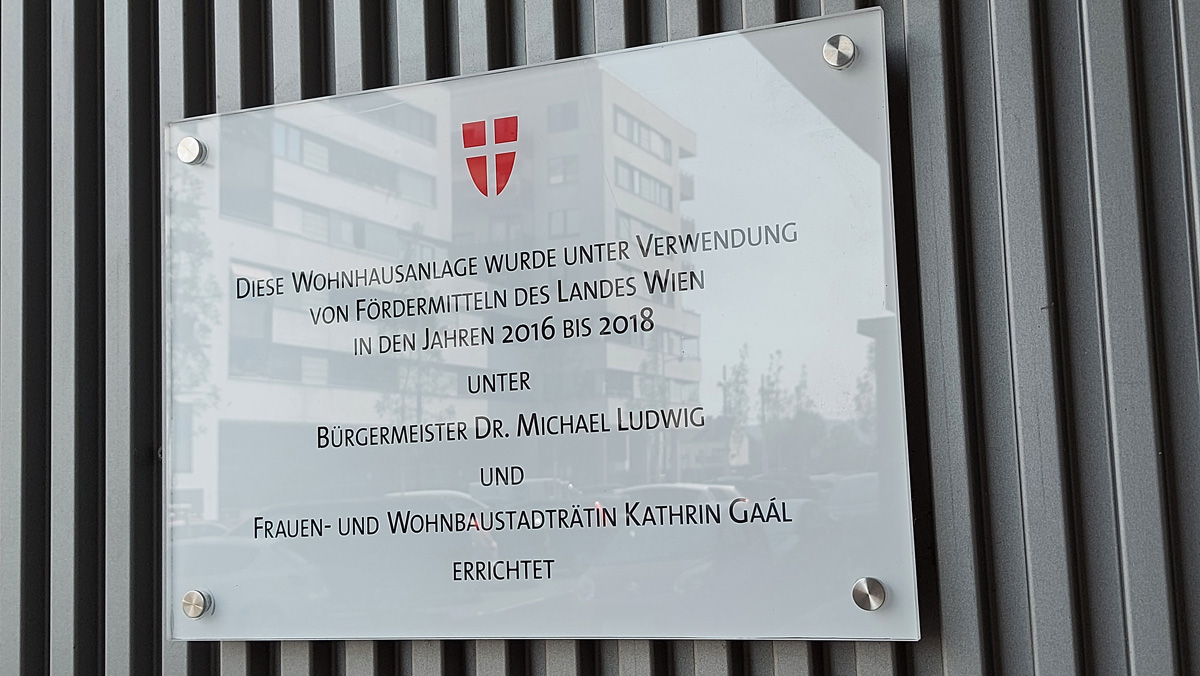 Diese Wohnhausanlage wurde unter Verwendung
von Fördermitteln des Landes Wien
in den Jahren 2016 bis 2018
unter
Bürgermeister Dr. Michael Ludwig
und
Frauen- und Wohnbaustadträtin Kathrin Gaál
errichtet